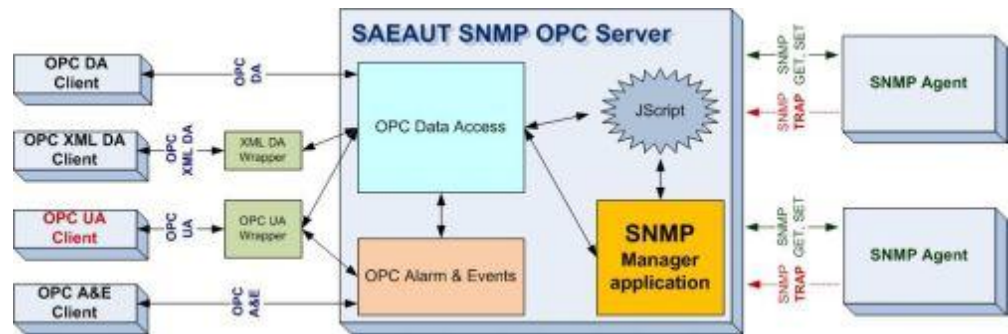 SAEAUT SNMP OPC Server
OPC DA
Client
OPC
DA
OPC XML DA
Client
OPC
XML DA
XML DA
Wrapper
OPC UA
Client
OPC
UA
OPC UA
Wrapper
OPC A&E
Client
OPC
A&E
OPC Data Access
OPC Alarm & Events
JScript
SNMP
Manager
application
SNMP
GET, SET
SNMP
TRAP
SNMP Agent
SNMP
GET, SET
SNMP
TRAP
SNMP Agent